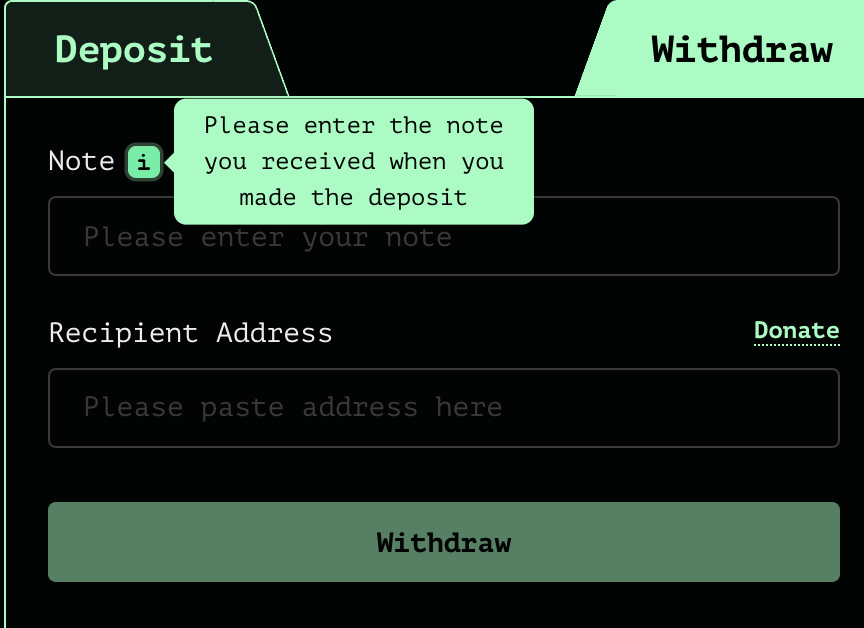 Deposit
Withdraw
Note i
Please enter the note
you received when you
made the deposit
Please enter your note
Recipient Address
Donate
Please paste address here
Withdraw